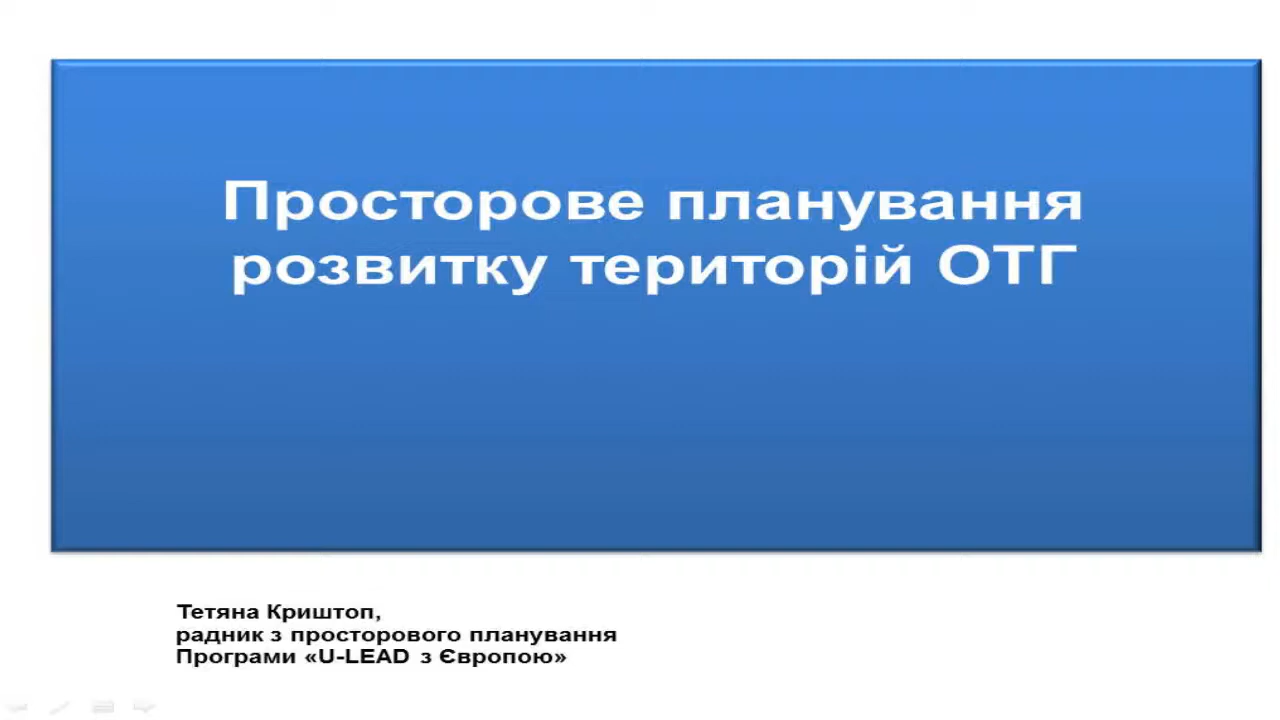 Просторове планування
розвитку територій ОТГ
Тетяна Криштоп,
радник з просторового планування
Програми «U-LEAD з Європою»